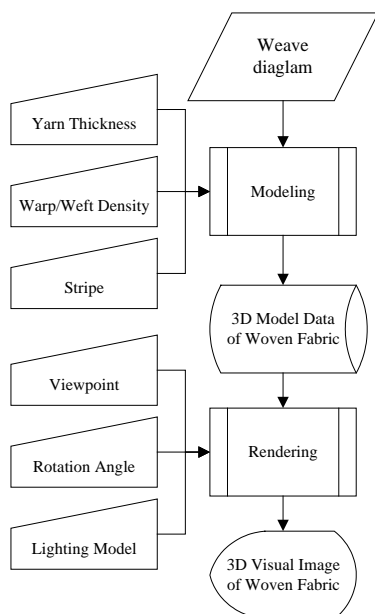 Weave
diaglam
Yarn Thickness
Warp/Weft Density
Modeling
Stripe
3D Model Data
of Woven Fabric
Viewpoint
Rotation Angle
Rendering
Lighting Model
3D Visual Image
of Woven Fabric